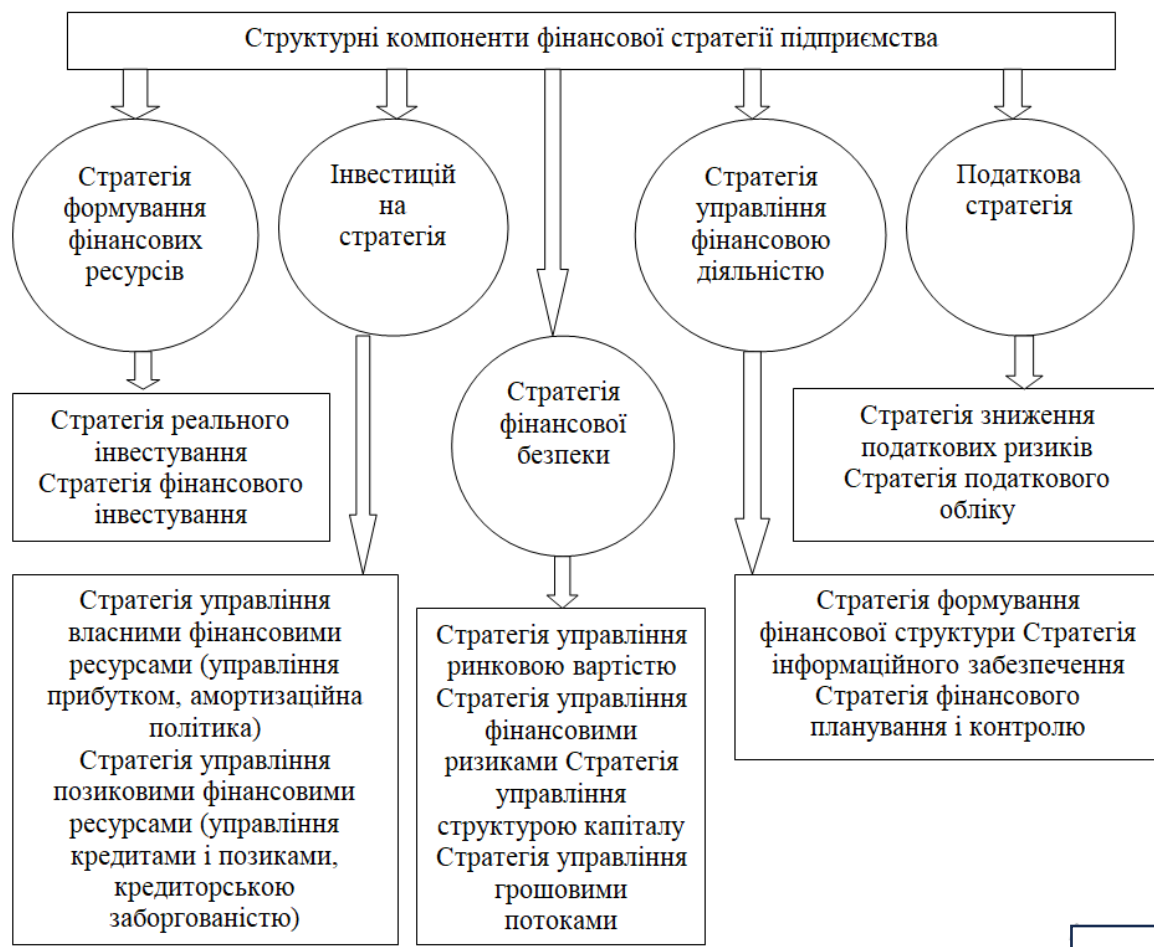 Структурні компоненти фінансової стратегії підприємства
Стратегія
формування
фінансових
ресурсів
Інвестицій
на
стратегія
Стратегія
управління
фінансовою
діяльністю
Податкова
стратегія
Стратегія
фінансової
безпеки
Стратегія реального
інвестування
Стратегія фінансового
інвестування
Стратегія зниження
податкових ризиків
Стратегія податкового
обліку
Стратегія управління
власними фінансовими
ресурсами (управління
прибутком, амортизаційна
політика)
Стратегія управління
позиковими фінансовими
ресурсами (управління
кредитами і позиками,
кредиторською
заборгованістю)
Стратегія управління
ринковою вартістю
Стратегія управління
фінансовими
ризиками Стратегія
управління
структурою капіталу
Стратегія управління
грошовими
потоками
Стратегія формування
фінансової структури Стратегія
інформаційного забезпечення
Стратегія фінансового
планування і контролю